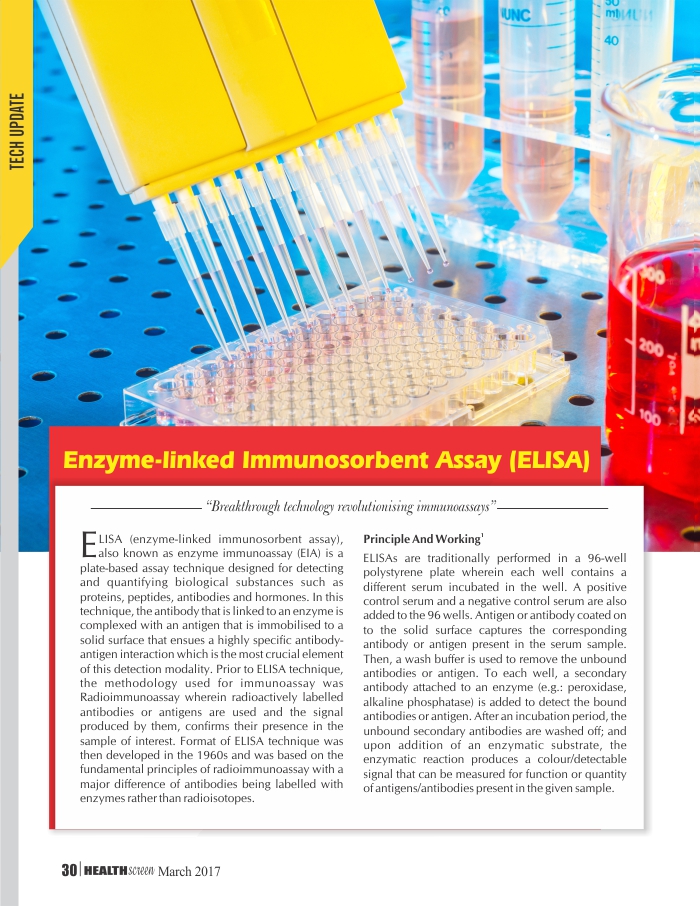 TECH UPDATE
NUNC
40
300
200
100
Enzyme-linked Immunosorbent Assay (ELISA)
“Breakthrough technology revolutionising immunoassays”
ELISA (enzyme-linked immunosorbent assay),
also known as enzyme immunoassay (EIA) is a
plate-based assay technique designed for detecting
and quantifying biological substances such as
proteins, peptides, antibodies and hormones. In this
technique, the antibody that is linked to an enzyme is
complexed with an antigen that is immobilised to a
solid surface that ensues a highly specific antibody-
antigen interaction which is the most crucial element
of this detection modality. Prior to ELISA technique,
the methodology used for immunoassay was
Radioimmunoassay wherein radioactively labelled
antibodies or antigens are used and the signal
produced by them, confirms their presence in the
sample of interest. Format of ELISA technique was
then developed in the 1960s and was based on the
fundamental principles of radioimmunoassay with a
major difference of antibodies being labelled with
enzymes rather than radioisotopes.
Principle And Working¹
ELISAs are traditionally performed in a 96-well
polystyrene plate wherein each well contains a
different serum incubated in the well. A positive
control serum and a negative control serum are also
added to the 96 wells. Antigen or antibody coated on
to the solid surface captures the corresponding
antibody or antigen present in the serum sample.
Then, a wash buffer is used to remove the unbound
antibodies or antigen. To each well, a secondary
antibody attached to an enzyme (e.g.: peroxidase,
alkaline phosphatase) is added to detect the bound
antibodies or antigen. After an incubation period, the
unbound secondary antibodies are washed off; and
upon addition of an enzymatic substrate, the
enzymatic reaction produces a colour/detectable
signal that can be measured for function or quantity
of antigens/antibodies present in the given sample.
30 | HEALTHscreen March 2017